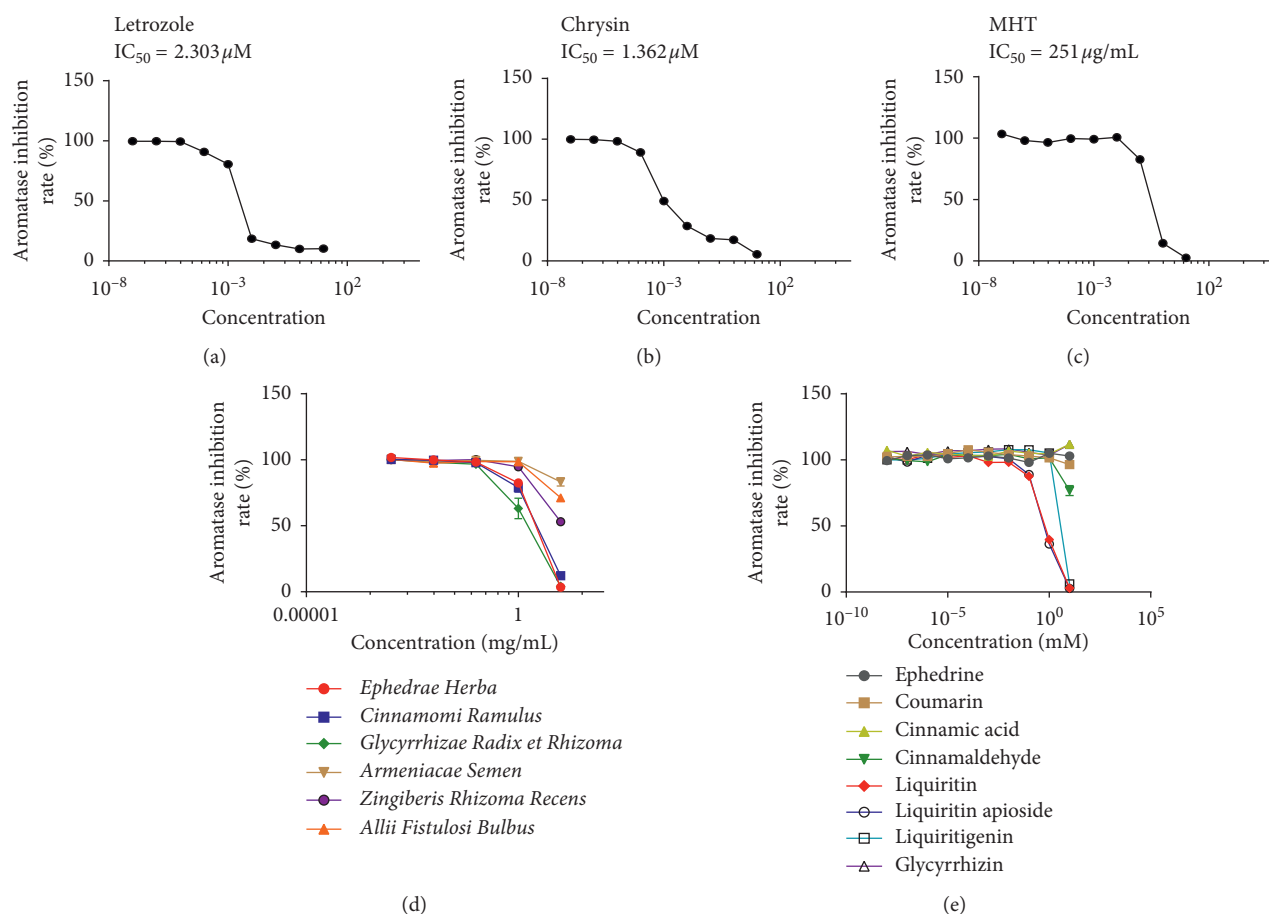 Letrozole
IC₅₀ = 2.303 μM
Aromatase inhibition
rate (%)
150
100
50
0
10⁻⁸
10⁻³
10²
Concentration
(a)
Chrysin
IC₅₀ = 1.362 μM
Aromatase inhibition
rate (%)
150
100
50
0
10⁻⁸
10⁻³
10²
Concentration
(b)
MHT
IC₅₀ = 251 μg/mL
Aromatase inhibition
rate (%)
150
100
50
0
10⁻⁸
10⁻³
10²
Concentration
(c)
Aromatase inhibition
rate (%)
150
100
50
0
0.00001
1
Concentration (mg/mL)
Ephedrae Herba
Cinnamomi Ramulus
Glycyrrhizae Radix et Rhizoma
Armeniacae Semen
Zingiberis Rhizoma Recens
Allii Fistulosi Bulbus
(d)
Aromatase inhibition
rate (%)
150
100
50
0
10⁻¹⁰
10⁻⁵
10⁰
10⁵
Concentration (mM)
Ephedrine
Coumarin
Cinnamic acid
Cinnamaldehyde
Liquiritin
Liquiritin apioside
Liquiritigenin
Glycyrrhizin
(e)